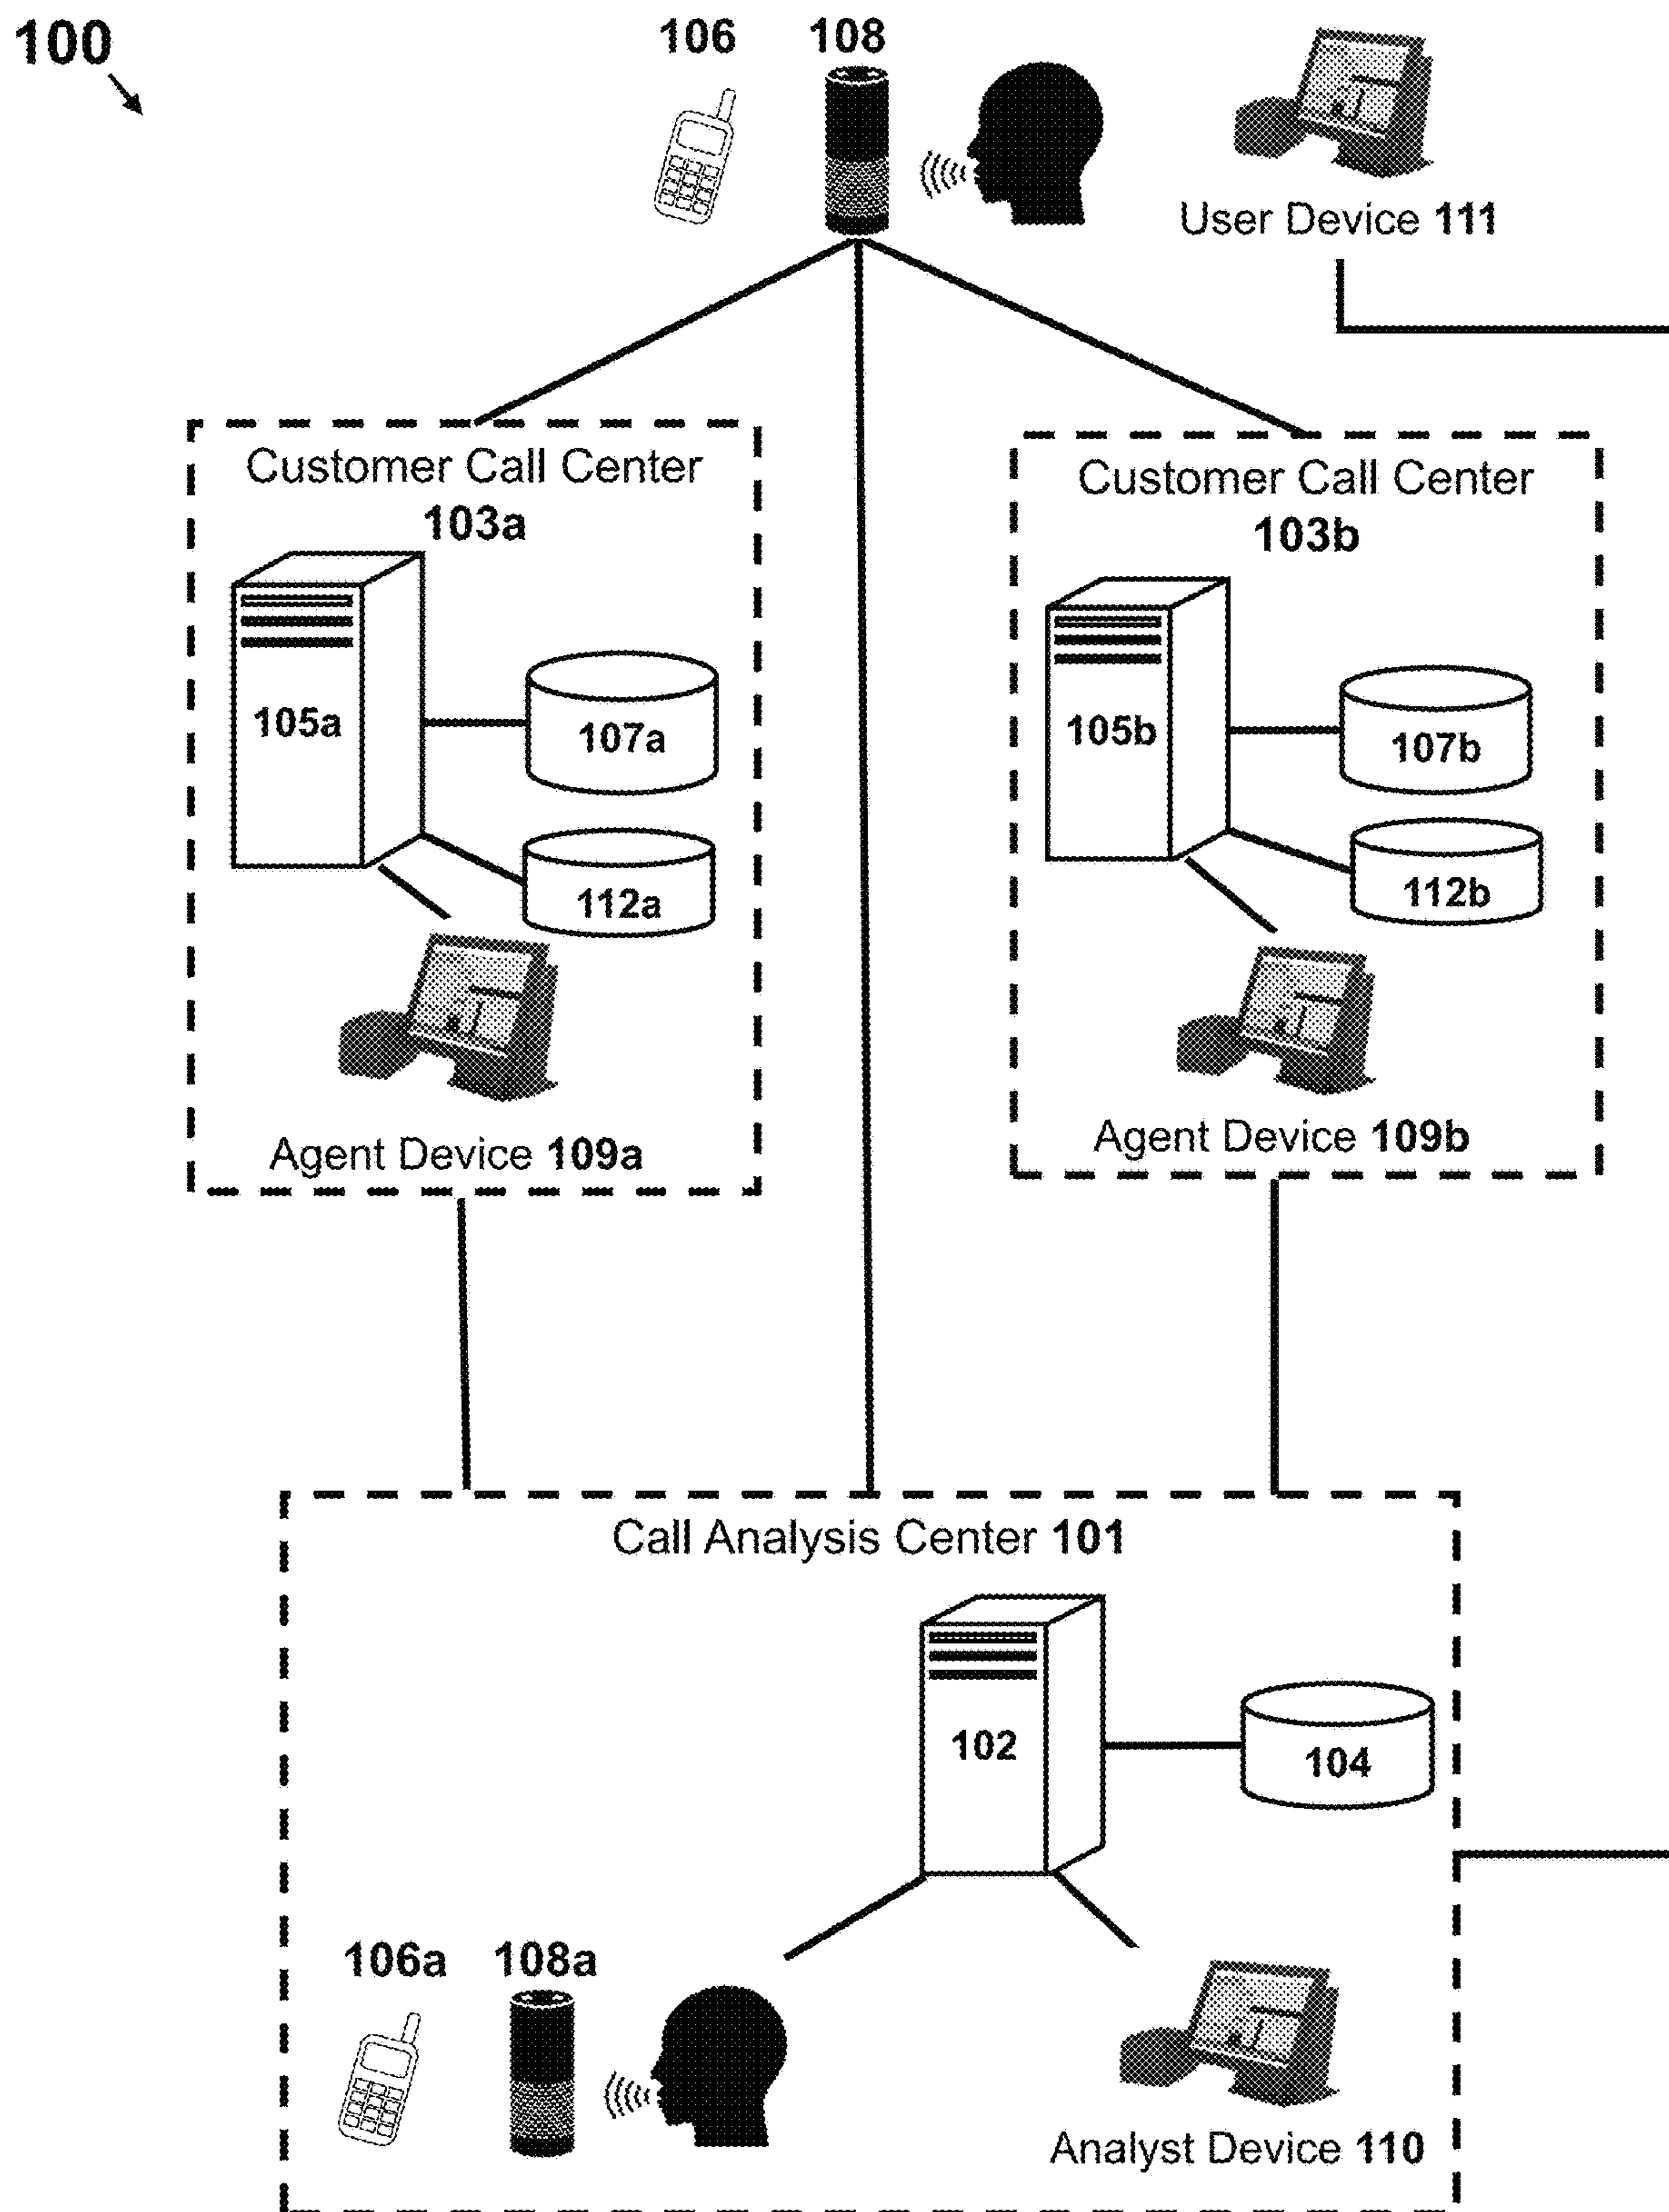 100
106
108
User Device 111
Customer Call Center
103a
Customer Call Center
103b
105a
107a
112a
105b
107b
112b
Agent Device 109a
Agent Device 109b
Call Analysis Center 101
102
104
106a
108a
Analyst Device 110